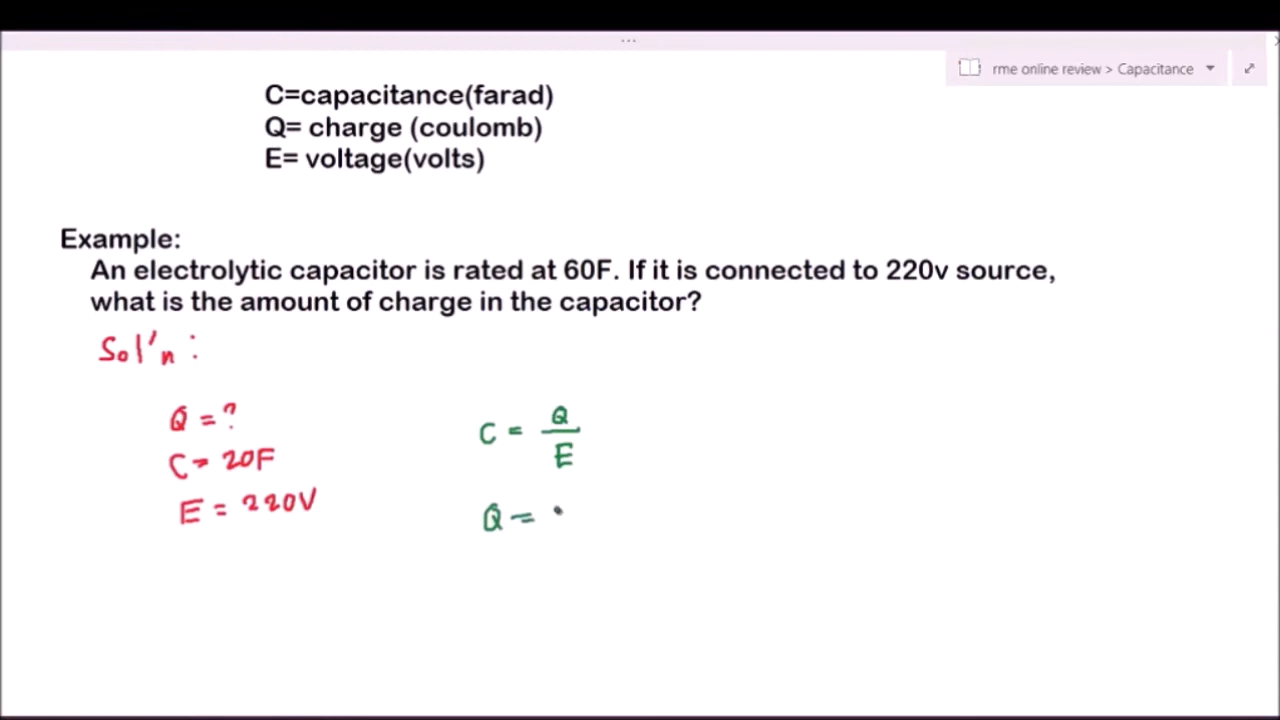 ...
rme online review > Capacitance
C=capacitance(farad)
Q= charge (coulomb)
E= voltage(volts)
Example:
An electrolytic capacitor is rated at 60F. If it is connected to 220v source,
what is the amount of charge in the capacitor?
Sol'n :
Q = ?
C = 20F
E = 220V
C = Q/E
Q =